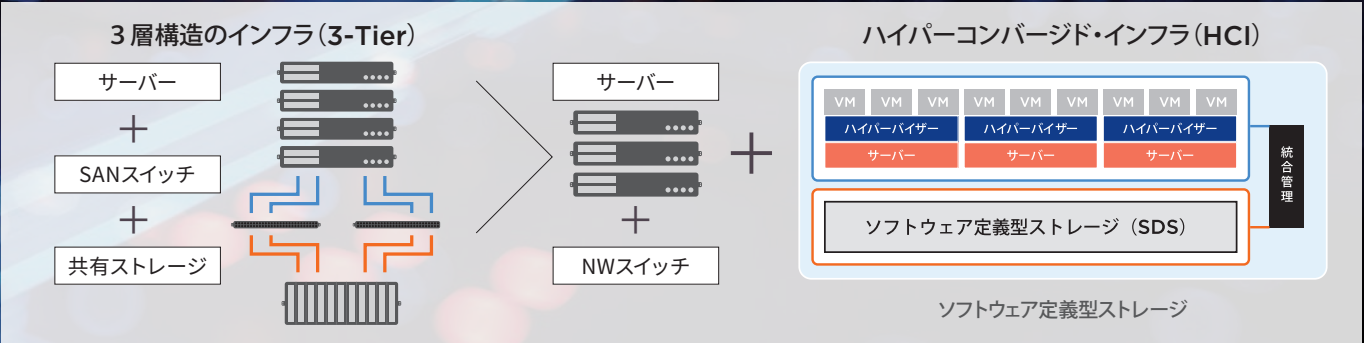 3層構造のインフラ(3-Tier)
サーバー
+
SANスイッチ
+
共有ストレージ
サーバー
+
NWスイッチ
+
ハイパーコンバージド・インフラ(HCI)
VM VM VM VM VM VM VM VM VM
ハイパーバイザー ハイパーバイザー ハイパーバイザー
サーバー サーバー サーバー
ソフトウェア定義型ストレージ(SDS)
統合管理
ソフトウェア定義型ストレージ